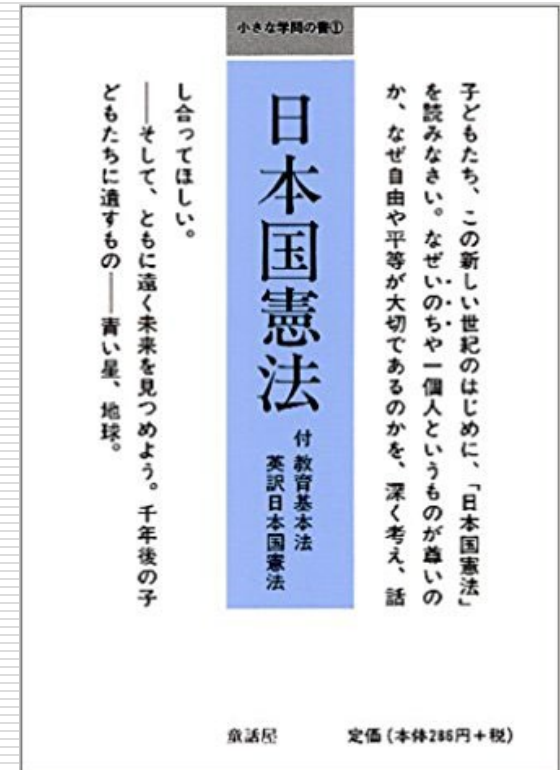 小さな学問の書①
子どもたち、この新しい世紀のはじめに、「日本国憲法」
を読みなさい。なぜいのちや一個人というものが尊いの
か、なぜ自由や平等が大切であるのかを、深く考え、話
日本国憲法
付 教育基本法
英訳日本国憲法
し合ってほしい。
――そして、ともに遠く未来を見つめよう。千年後の子
どもたちに遺すもの――青い星、地球。
童話屋
定価(本体286円+税)